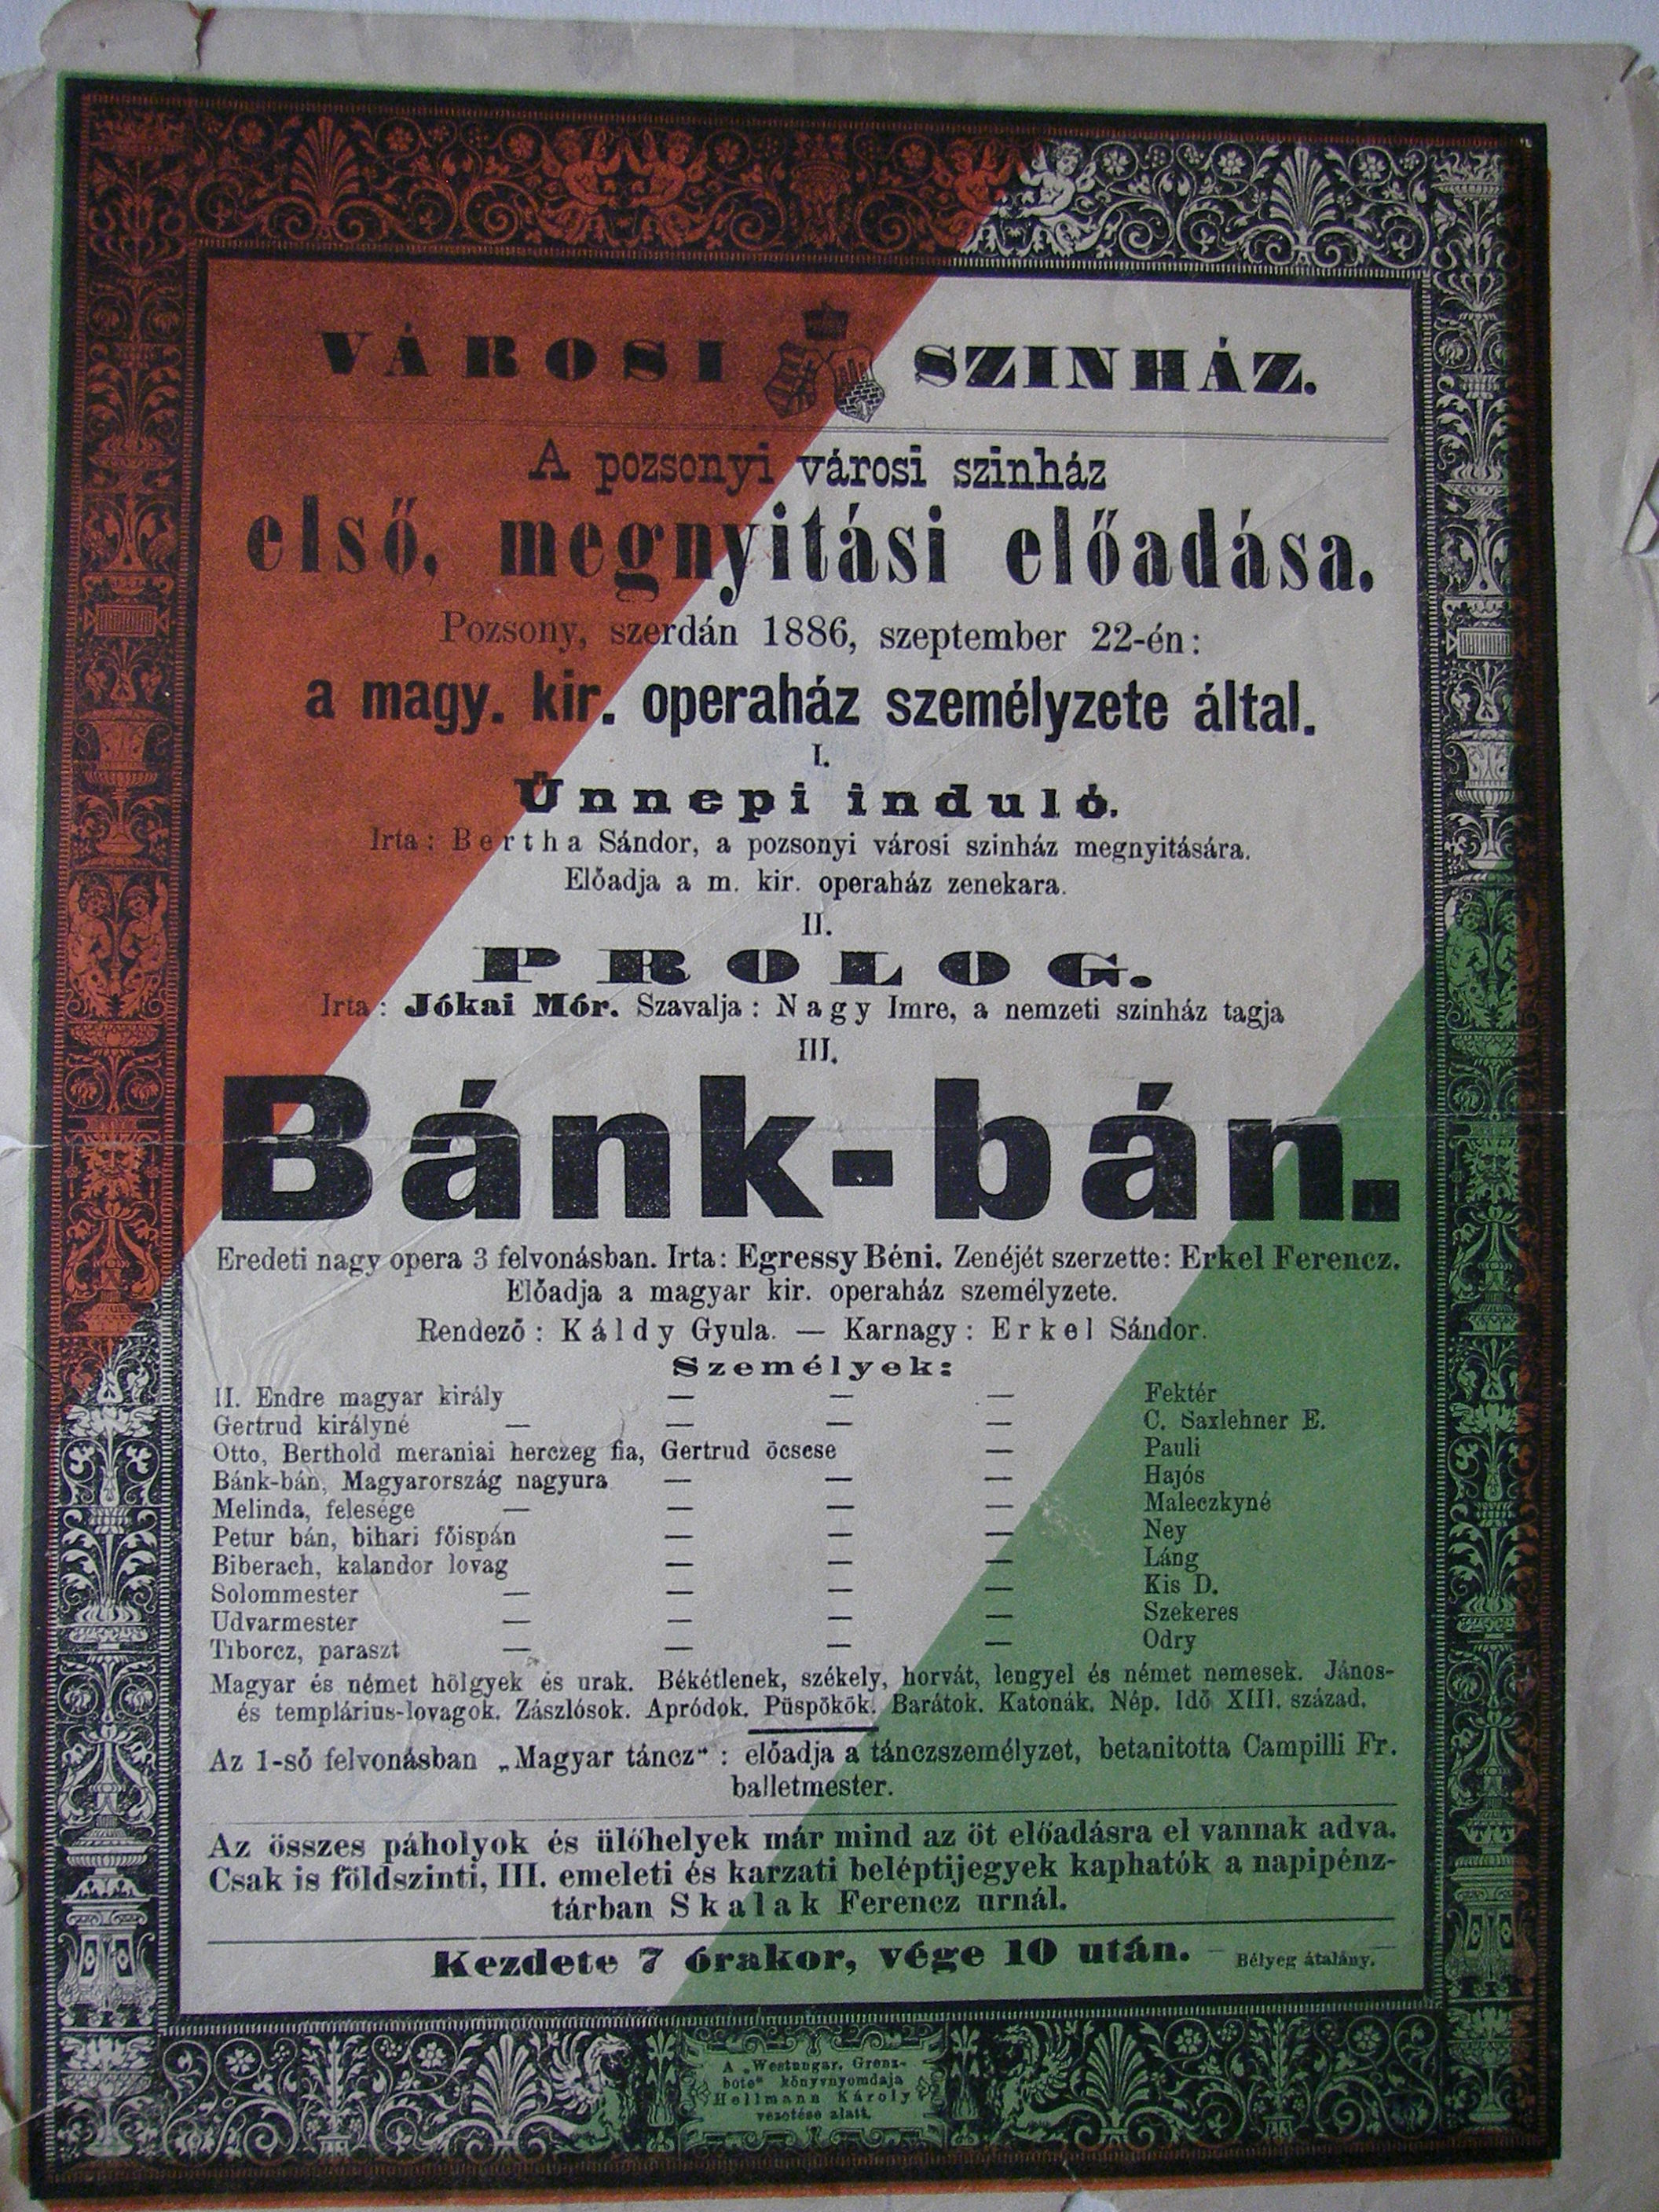 VÁROSI SZINHÁZ.
A pozsonyi városi szinház
első, megnyitási előadása.
Pozsony, szerdán 1886, szeptember 22-én:
a magy. kir. operaház személyzete által.
I.
Ünnepi induló.
Irta: Bertha Sándor, a pozsonyi városi szinház megnyitására.
Előadja a m. kir. operaház zenekara.
II.
PROLOG.
Irta: Jókai Mór. Szavalja: Nagy Imre, a nemzeti szinház tagja
III.
Bánk-bán.
Eredeti nagy opera 3 felvonásban. Irta: Egressy Béni. Zenéjét szerzette: Erkel Ferencz.
Előadja a magyar kir. operaház személyzete.
Rendező: Káldy Gyula. — Karnagy: Erkel Sándor.
Személyek:
II. Endre magyar király — — — Fektér
Gertrud királyné — — — — C. Saxlehner E.
Otto, Berthold meraniai herczeg fia, Gertrud öcsese — Pauli
Bánk-bán, Magyarország nagyura — — — Hajós
Melinda, felesége — — — — Maleczkyné
Petur bán, bihari főispán — — — Ney
Biberach, kalandor lovag — — — Láng
Solommester — — — — Kis D.
Udvarmester — — — — Szekeres
Tiborcz, paraszt — — — — Odry
Magyar és német hölgyek és urak. Békétlenek, székely, horvát, lengyel és német nemesek. János-
és templárius-lovagok. Zászlósok. Apródok. Püspökök. Barátok. Katonák. Nép. Idő XIII. század.
Az 1-ső felvonásban „Magyar táncz“: előadja a tánczszemélyzet, betanitotta Campilli Fr.
balletmester.
Az összes páholyok és ülőhelyek már mind az öt előadásra el vannak adva.
Csak is földszinti, III. emeleti és karzati beléptijegyek kaphatók a napipénz-
tárban Skalak Ferencz urnál.
Kezdete 7 órakor, vége 10 után. — Bélyeg átalány.
A „Westungar. Grenz-
bote“ könyvnyomdaja
Hellmann Károly
vezetése alatt.